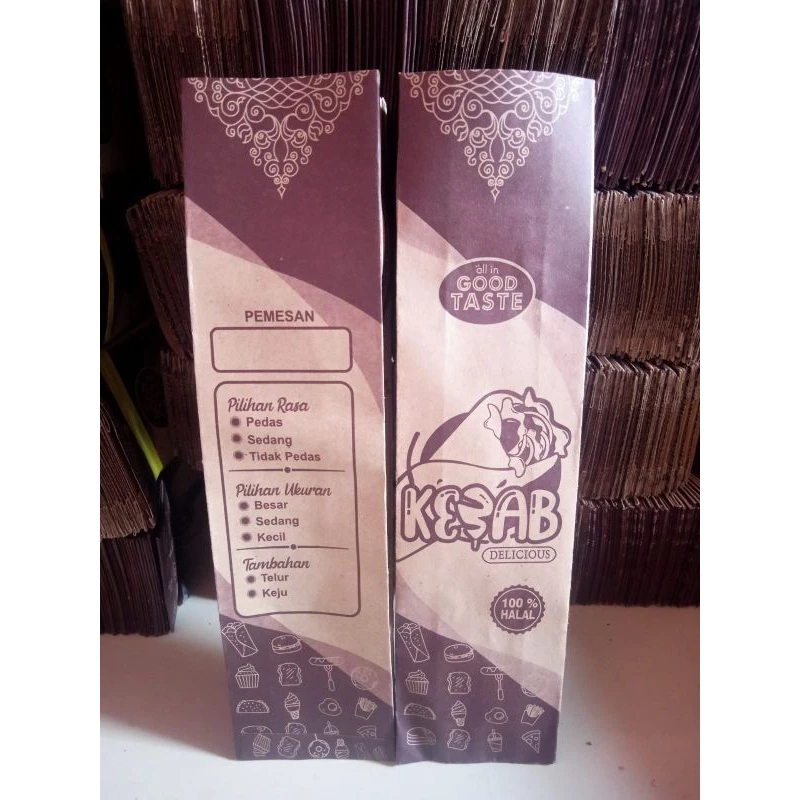 PEMESAN
Pilihan Rasa
Pedas
Sedang
Tidak Pedas
Pilihan Ukuran
Besar
Sedang
Kecil
Tambahan
Telur
Keju
all in
GOOD
TASTE
KEBAB
DELICIOUS
100 %
HALAL